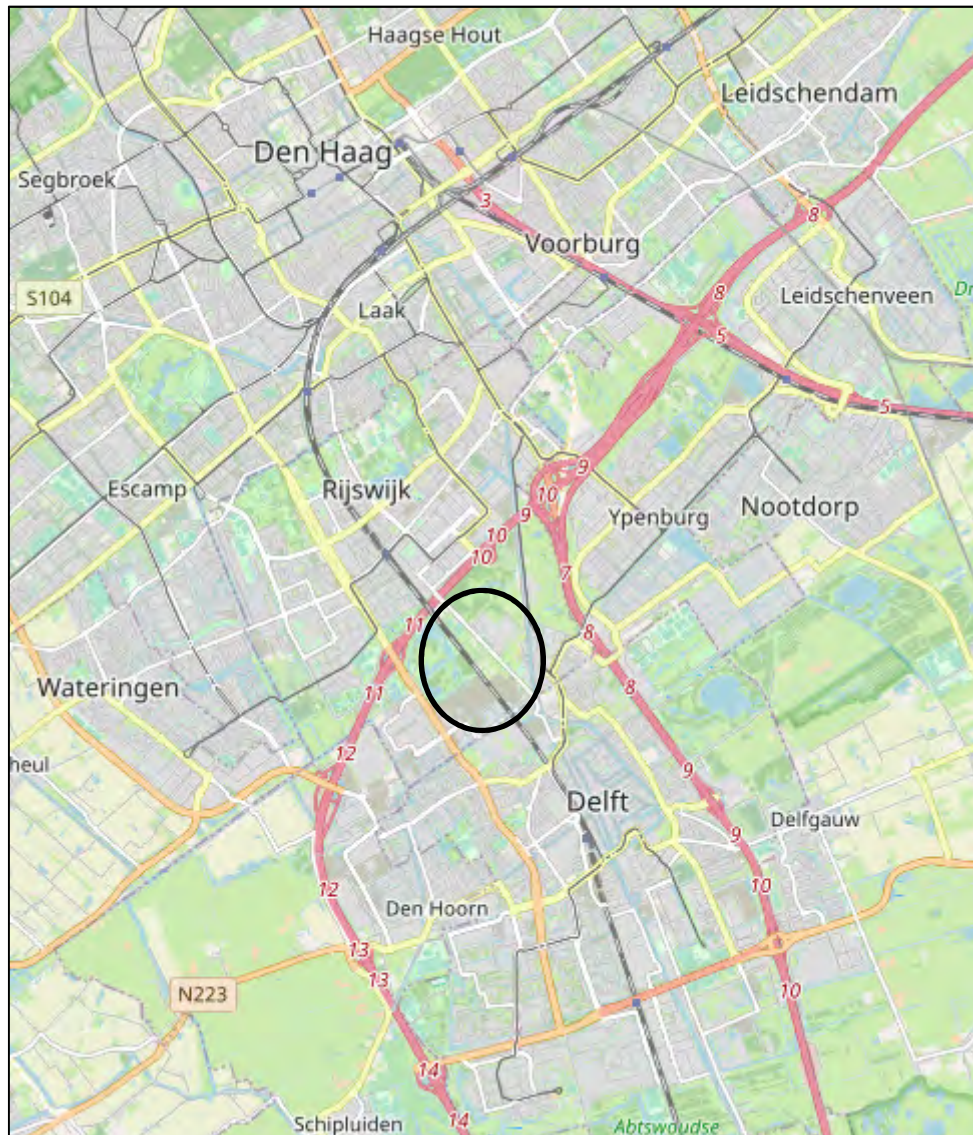 Haagse Hout
Leidschendam
Den Haag
Segbroek
3
8
Voorburg
S104
8
Leidschenveen
Dr
Laak
5
5
9
Escamp
Rijswijk
10
Nootdorp
9
Ypenburg
10
10
7
11
8
Wateringen
11
8
12
heul
9
Delft
Delfgauw
9
12
10
Den Hoorn
13
13
N223
10
14
Schipluiden
14
Abtswoudse